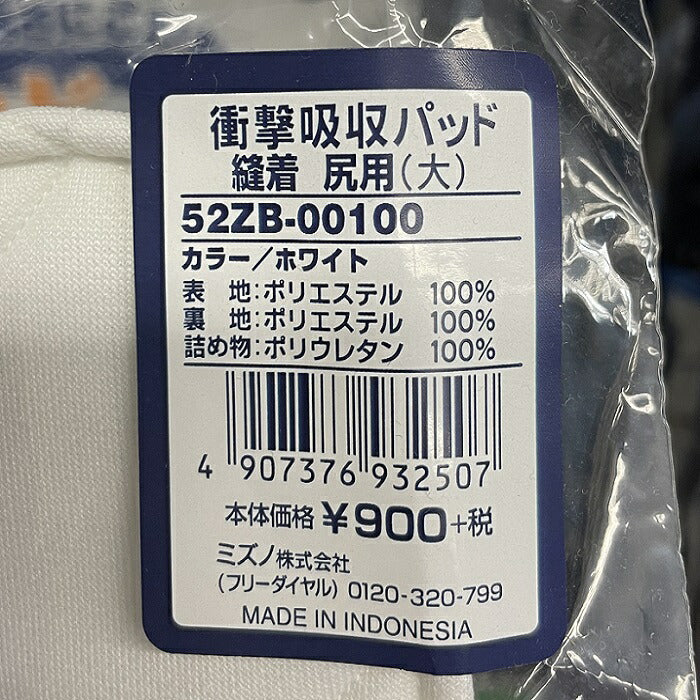 衝撃吸収パッド
縫着 尻用(大)
52ZB-00100
カラー/ホワイト
表 地:ポリエステル 100%
裏 地:ポリエステル 100%
詰め物:ポリウレタン 100%
4 907376 932507
本体価格 ¥900+税
ミズノ株式会社
(フリーダイヤル) 0120-320-799
MADE IN INDONESIA